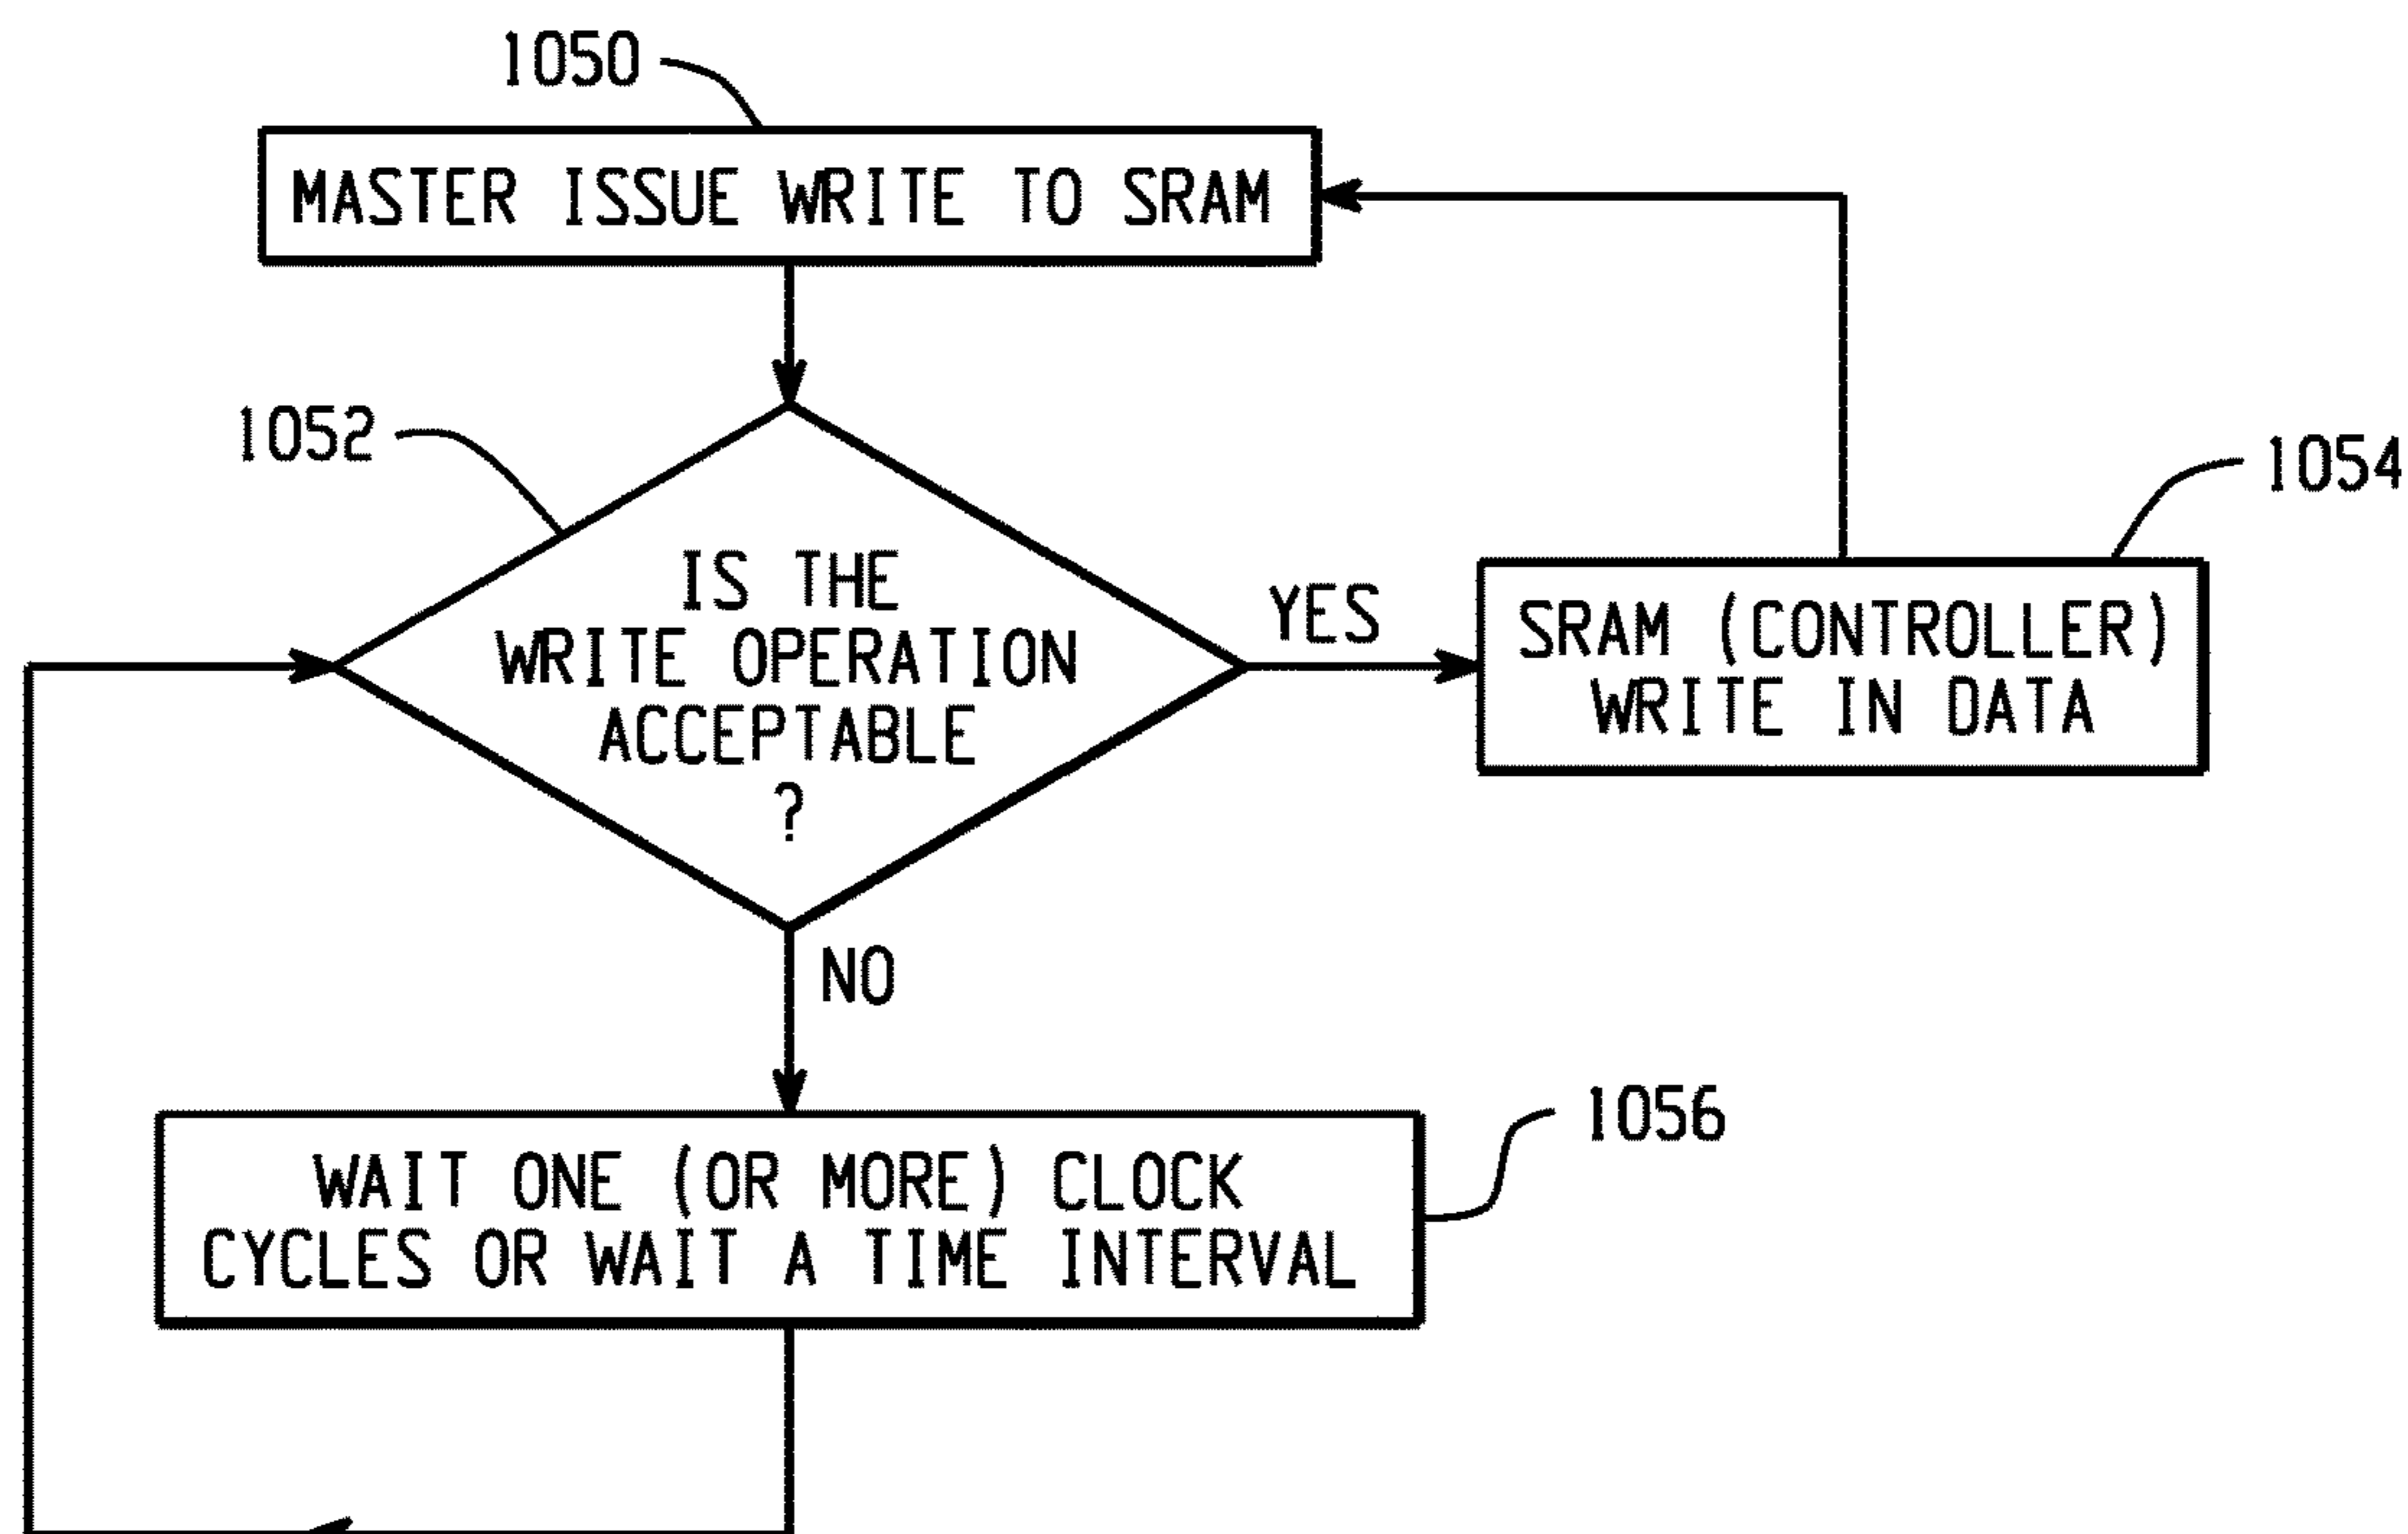 1050
MASTER ISSUE WRITE TO SRAM
1052
IS THE
WRITE OPERATION
ACCEPTABLE
?
YES
1054
SRAM (CONTROLLER)
WRITE IN DATA
NO
1056
WAIT ONE (OR MORE) CLOCK
CYCLES OR WAIT A TIME INTERVAL